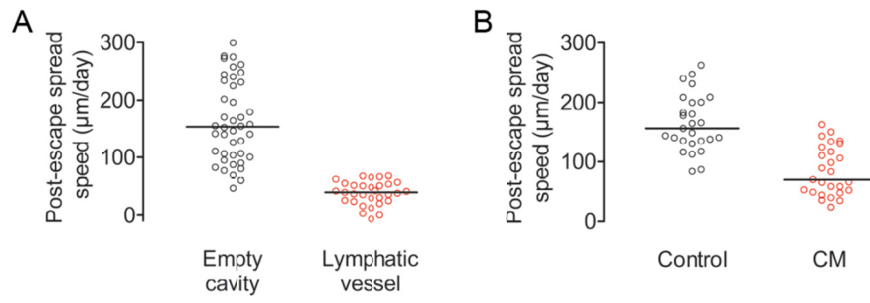 A
Post-escape spread
speed (µm/day)
300
200
100
0
Empty
cavity
Lymphatic
vessel
B
Post-escape spread
speed (µm/day)
300
200
100
0
Control
CM